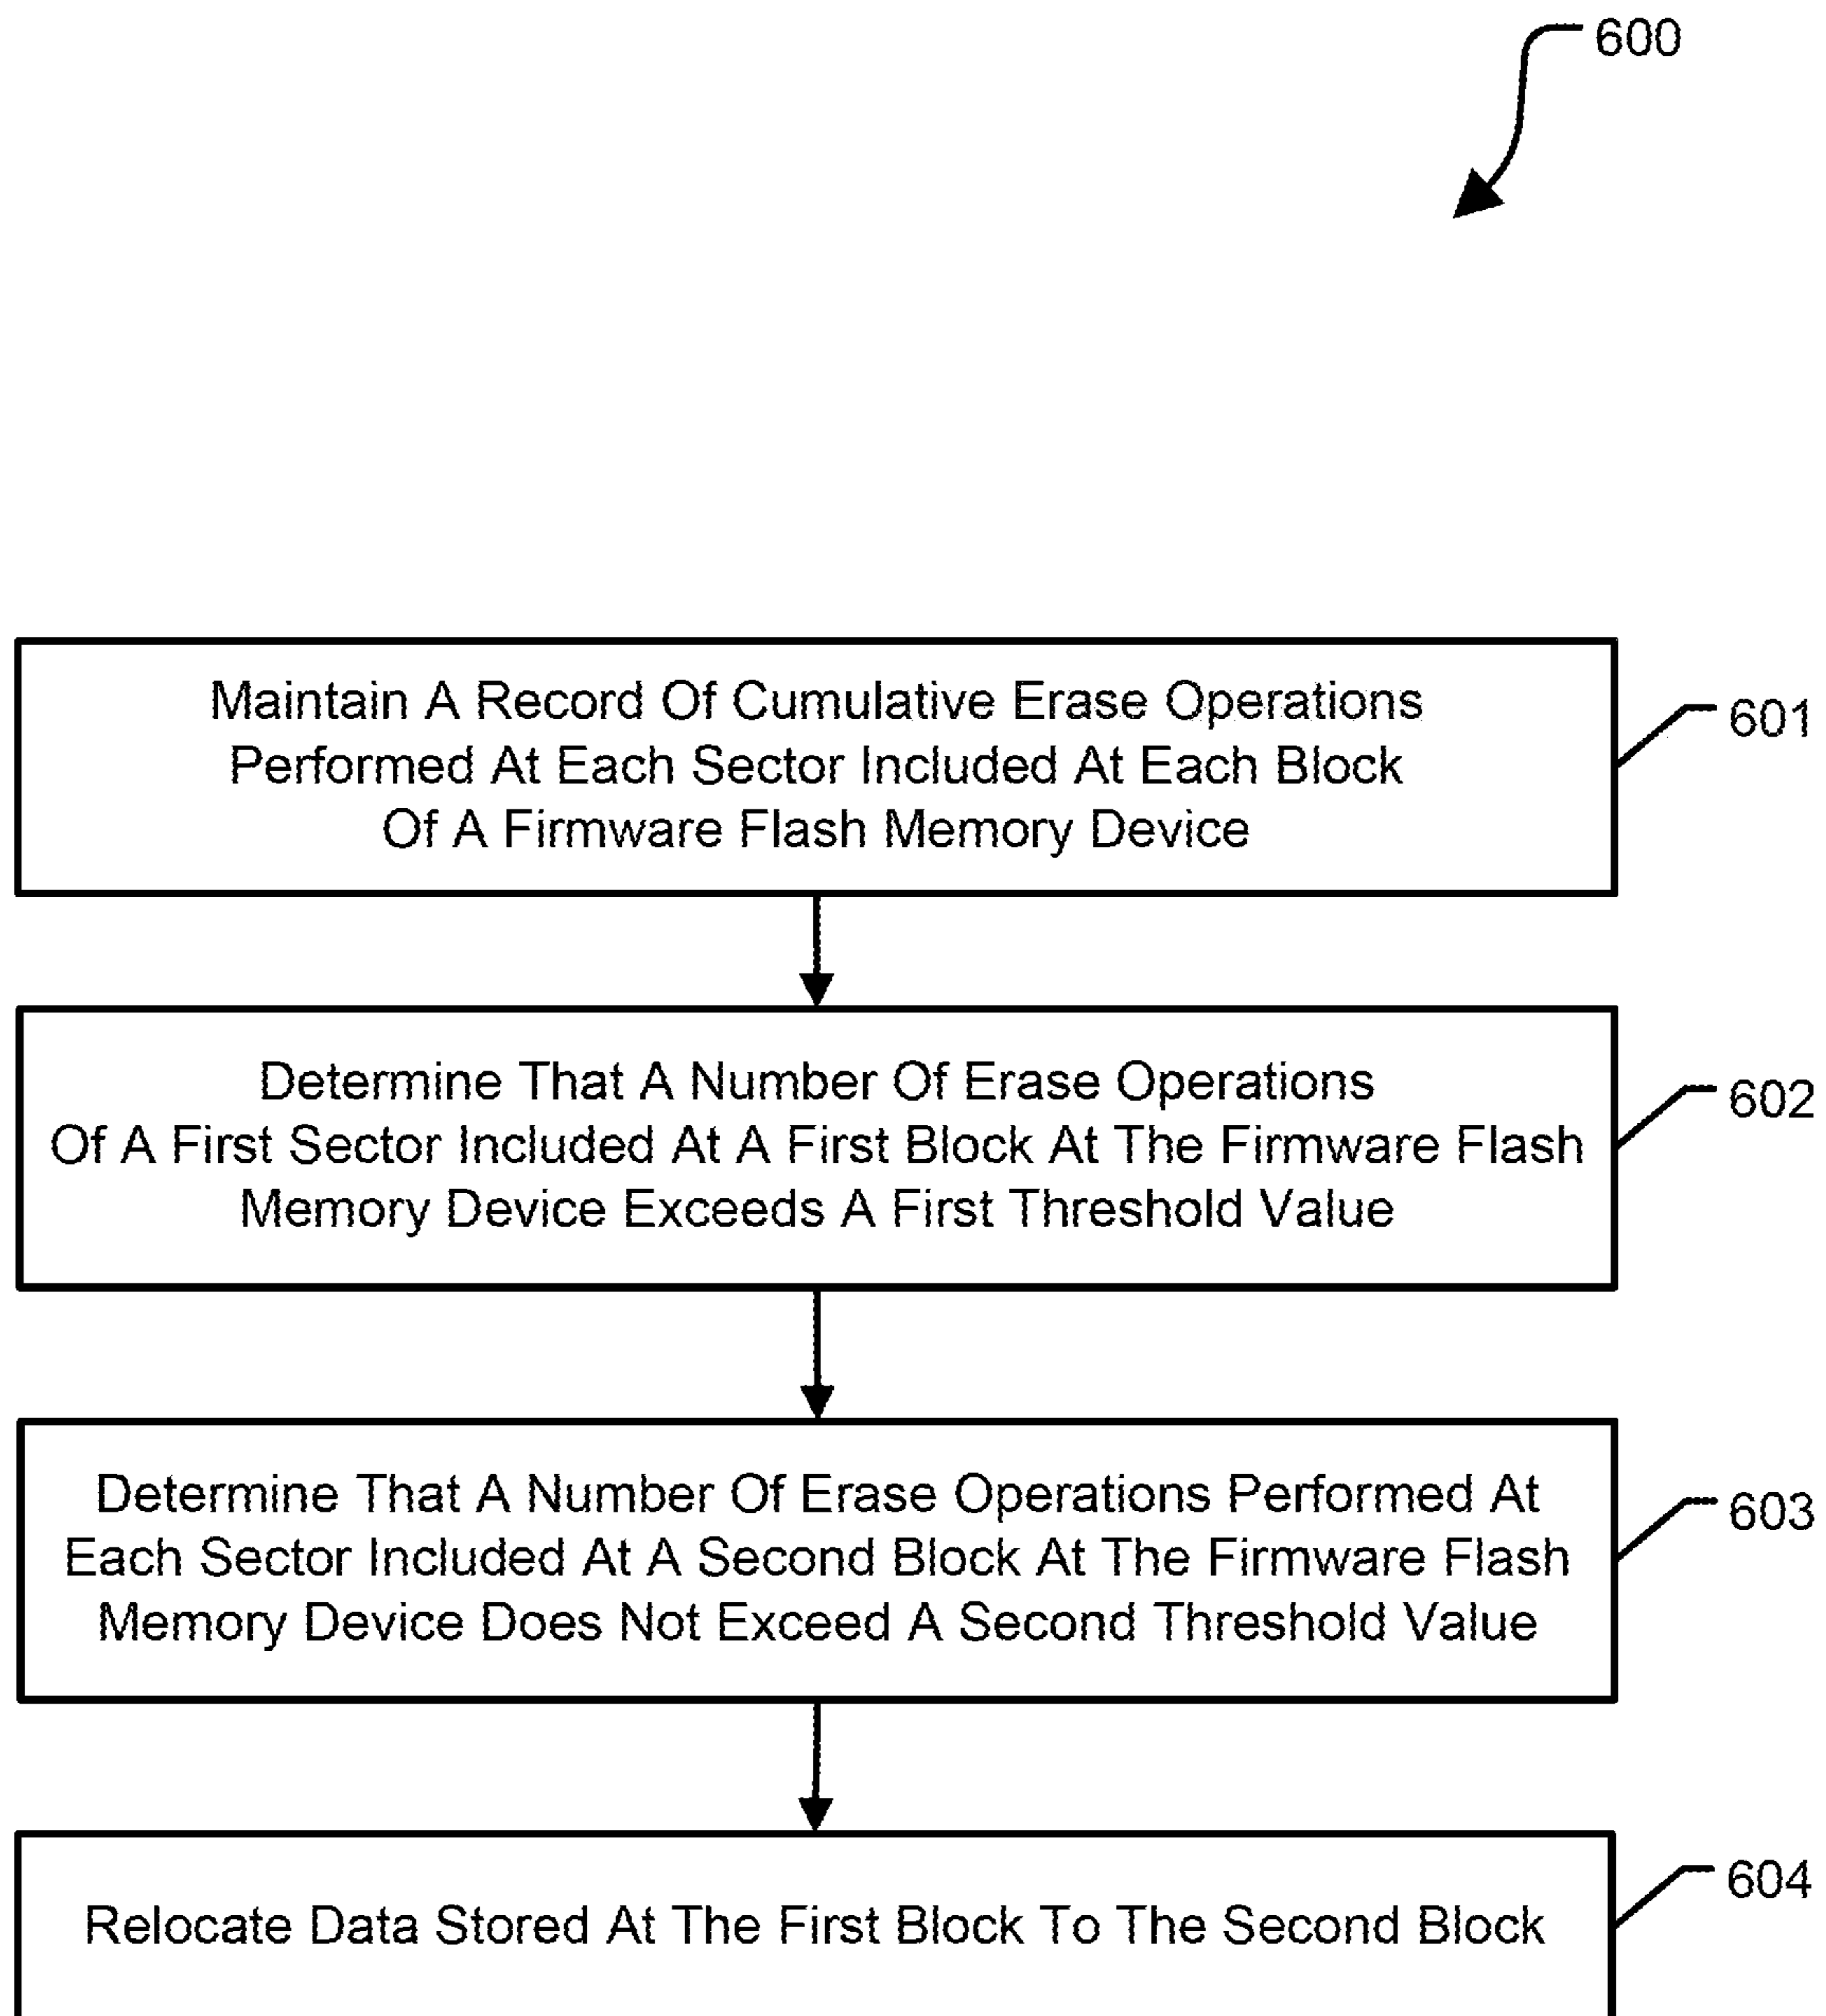 600
Maintain A Record Of Cumulative Erase Operations
Performed At Each Sector Included At Each Block
Of A Firmware Flash Memory Device
601
Determine That A Number Of Erase Operations
Of A First Sector Included At A First Block At The Firmware Flash
Memory Device Exceeds A First Threshold Value
602
Determine That A Number Of Erase Operations Performed At
Each Sector Included At A Second Block At The Firmware Flash
Memory Device Does Not Exceed A Second Threshold Value
603
Relocate Data Stored At The First Block To The Second Block
604